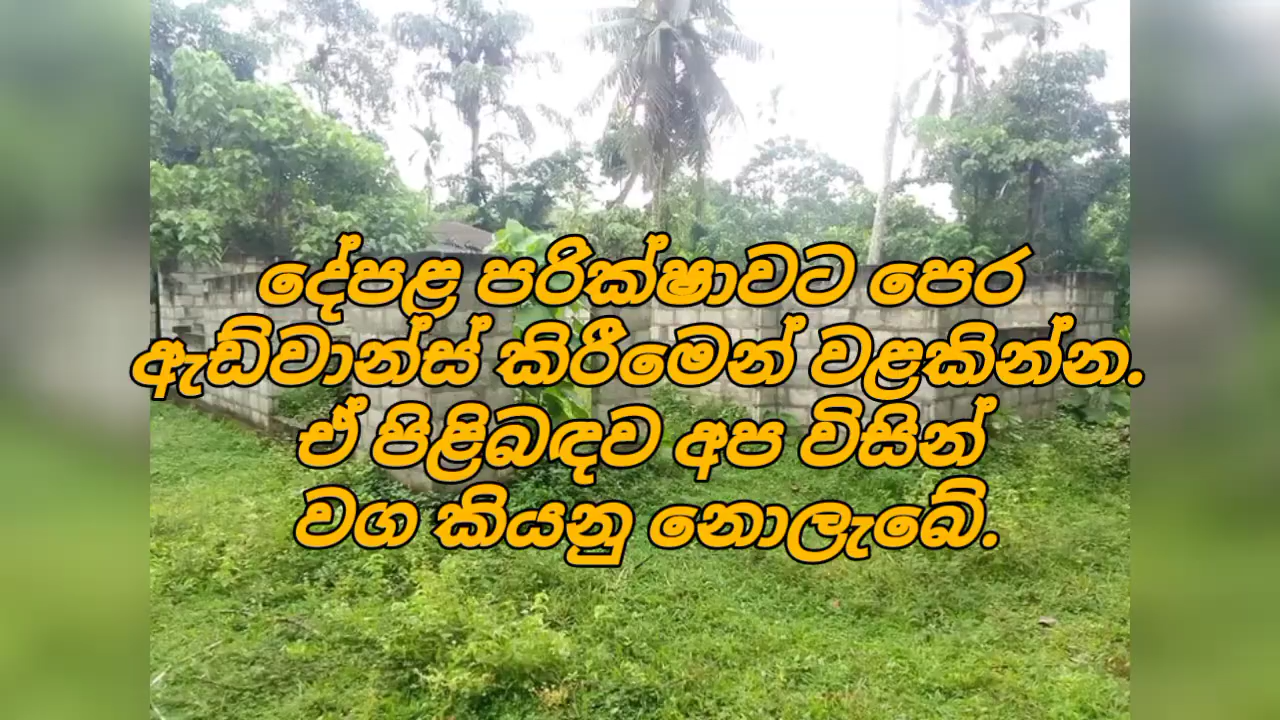 දේපළ පරික්ෂාවට පෙර
ඇඩ්වාන්ස් කිරීමෙන් වළකින්න.
ඒ පිළිබඳව අප විසින්
වග කියනු නොලැබේ.